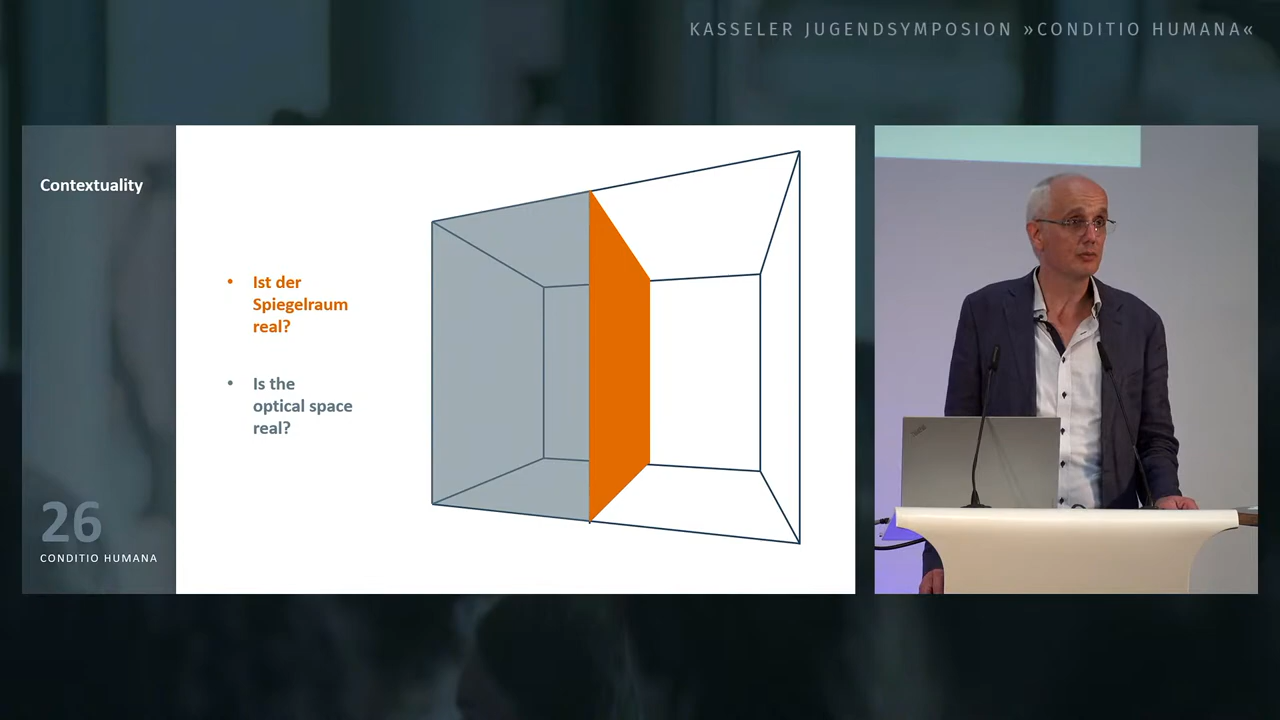 KASSELER JUGENDSYMPOSION »CONDITIO HUMANA«
Contextuality
• Ist der
Spiegelraum
real?
• Is the
optical space
real?
26
CONDITIO HUMANA